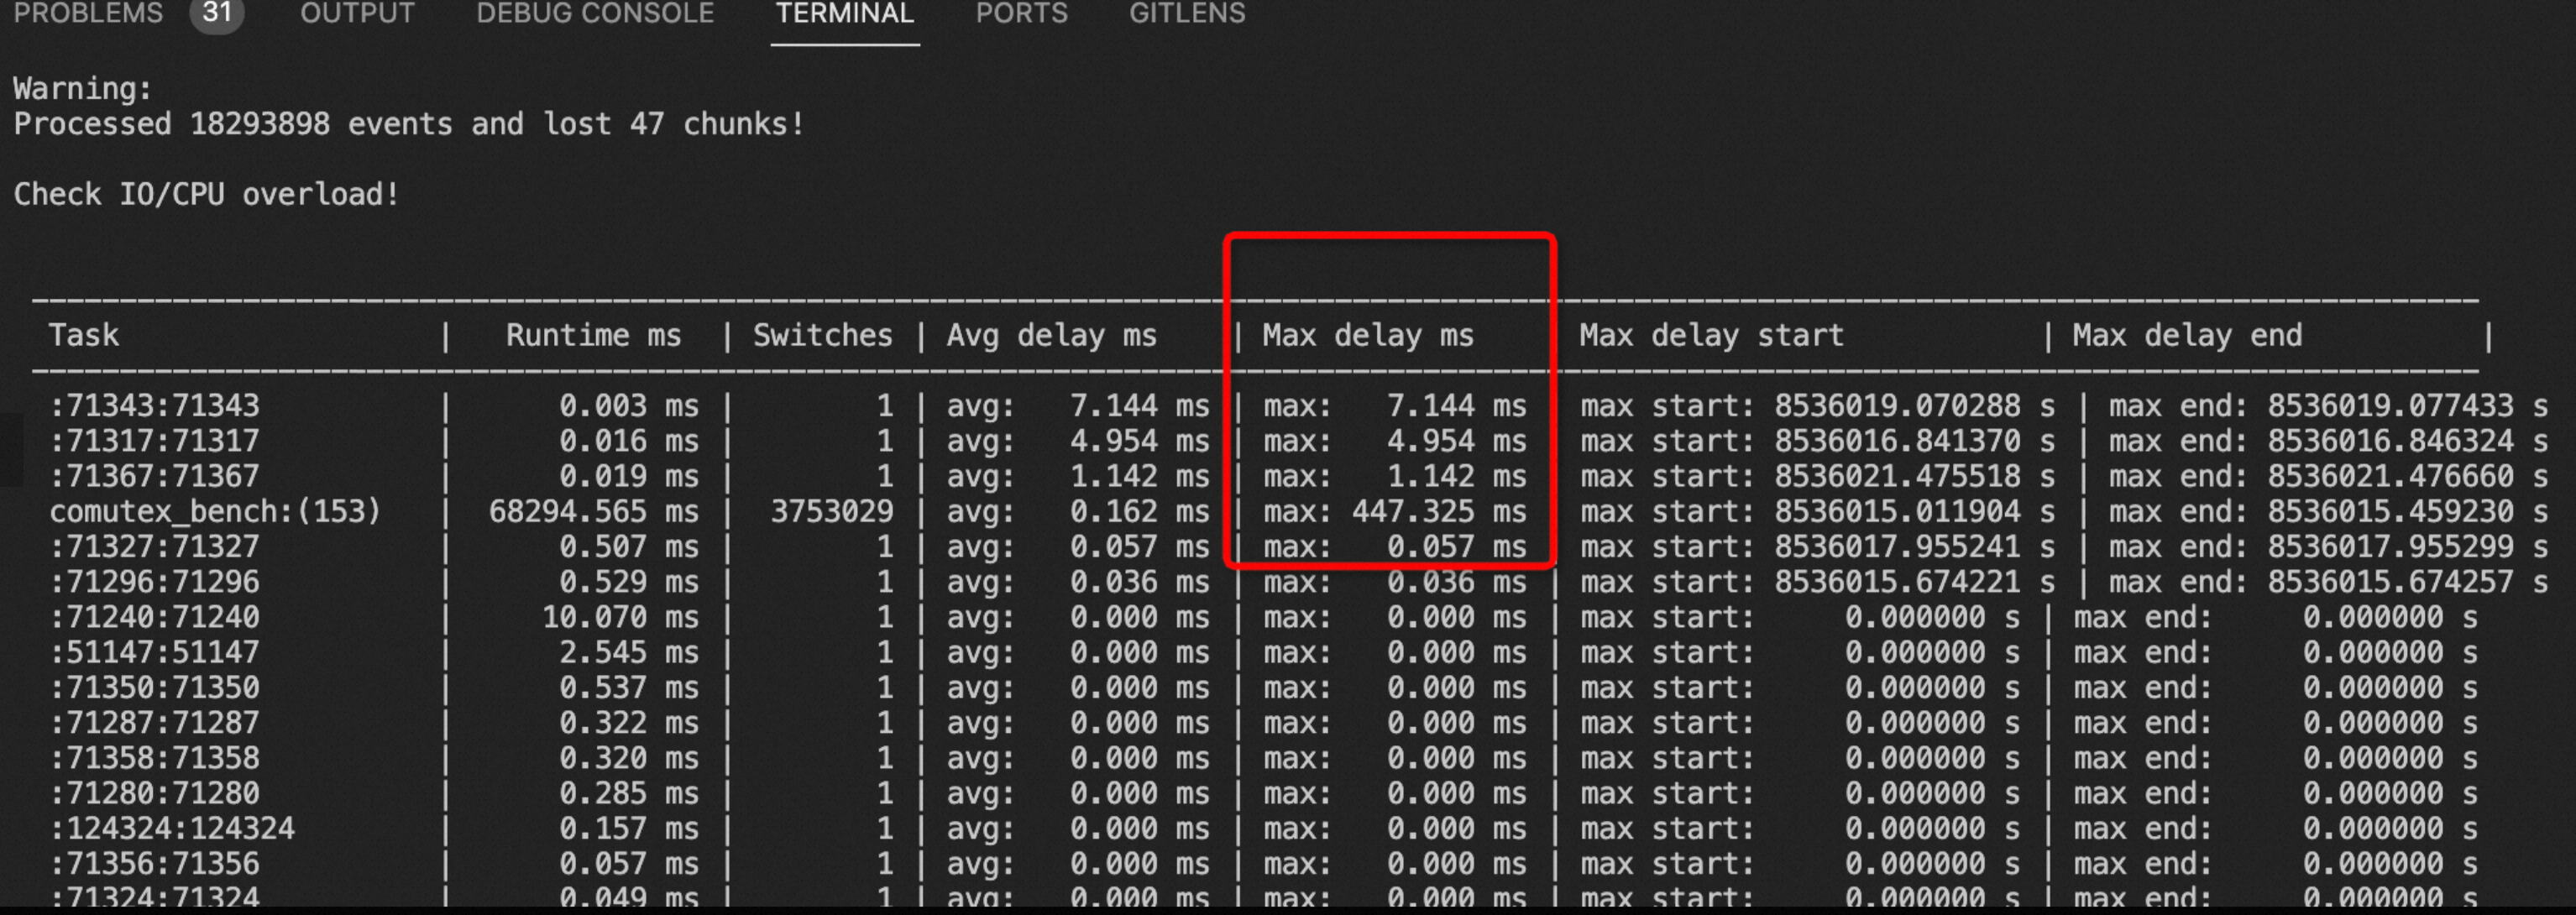 PROBLEMS 31 OUTPUT DEBUG CONSOLE TERMINAL PORTS GITLENS
Warning:
Processed 18293898 events and lost 47 chunks!
Check IO/CPU overload!
Task | Runtime ms | Switches | Avg delay ms | Max delay ms Max delay start | Max delay end |
:71343:71343 | 0.003 ms | 1 | avg: 7.144 ms | max: 7.144 ms max start: 8536019.070288 s | max end: 8536019.077433 s
:71317:71317 | 0.016 ms | 1 | avg: 4.954 ms | max: 4.954 ms max start: 8536016.841370 s | max end: 8536016.846324 s
:71367:71367 | 0.019 ms | 1 | avg: 1.142 ms | max: 1.142 ms max start: 8536021.475518 s | max end: 8536021.476660 s
comutex_bench:(153) | 68294.565 ms | 3753029 | avg: 0.162 ms | max: 447.325 ms max start: 8536015.011904 s | max end: 8536015.459230 s
:71327:71327 | 0.507 ms | 1 | avg: 0.057 ms | max: 0.057 ms max start: 8536017.955241 s | max end: 8536017.955299 s
:71296:71296 | 0.529 ms | 1 | avg: 0.036 ms | max: 0.036 ms | max start: 8536015.674221 s | max end: 8536015.674257 s
:71240:71240 | 10.070 ms | 1 | avg: 0.000 ms | max: 0.000 ms | max start: 0.000000 s | max end: 0.000000 s
:51147:51147 | 2.545 ms | 1 | avg: 0.000 ms | max: 0.000 ms | max start: 0.000000 s | max end: 0.000000 s
:71350:71350 | 0.537 ms | 1 | avg: 0.000 ms | max: 0.000 ms | max start: 0.000000 s | max end: 0.000000 s
:71287:71287 | 0.322 ms | 1 | avg: 0.000 ms | max: 0.000 ms | max start: 0.000000 s | max end: 0.000000 s
:71358:71358 | 0.320 ms | 1 | avg: 0.000 ms | max: 0.000 ms | max start: 0.000000 s | max end: 0.000000 s
:71280:71280 | 0.285 ms | 1 | avg: 0.000 ms | max: 0.000 ms | max start: 0.000000 s | max end: 0.000000 s
:124324:124324 | 0.157 ms | 1 | avg: 0.000 ms | max: 0.000 ms | max start: 0.000000 s | max end: 0.000000 s
:71356:71356 | 0.057 ms | 1 | avg: 0.000 ms | max: 0.000 ms | max start: 0.000000 s | max end: 0.000000 s
:71324:71324 | 0.049 ms | 1 | avg: 0.000 ms | max: 0.000 ms | max start: 0.000000 s | max end: 0.000000 s